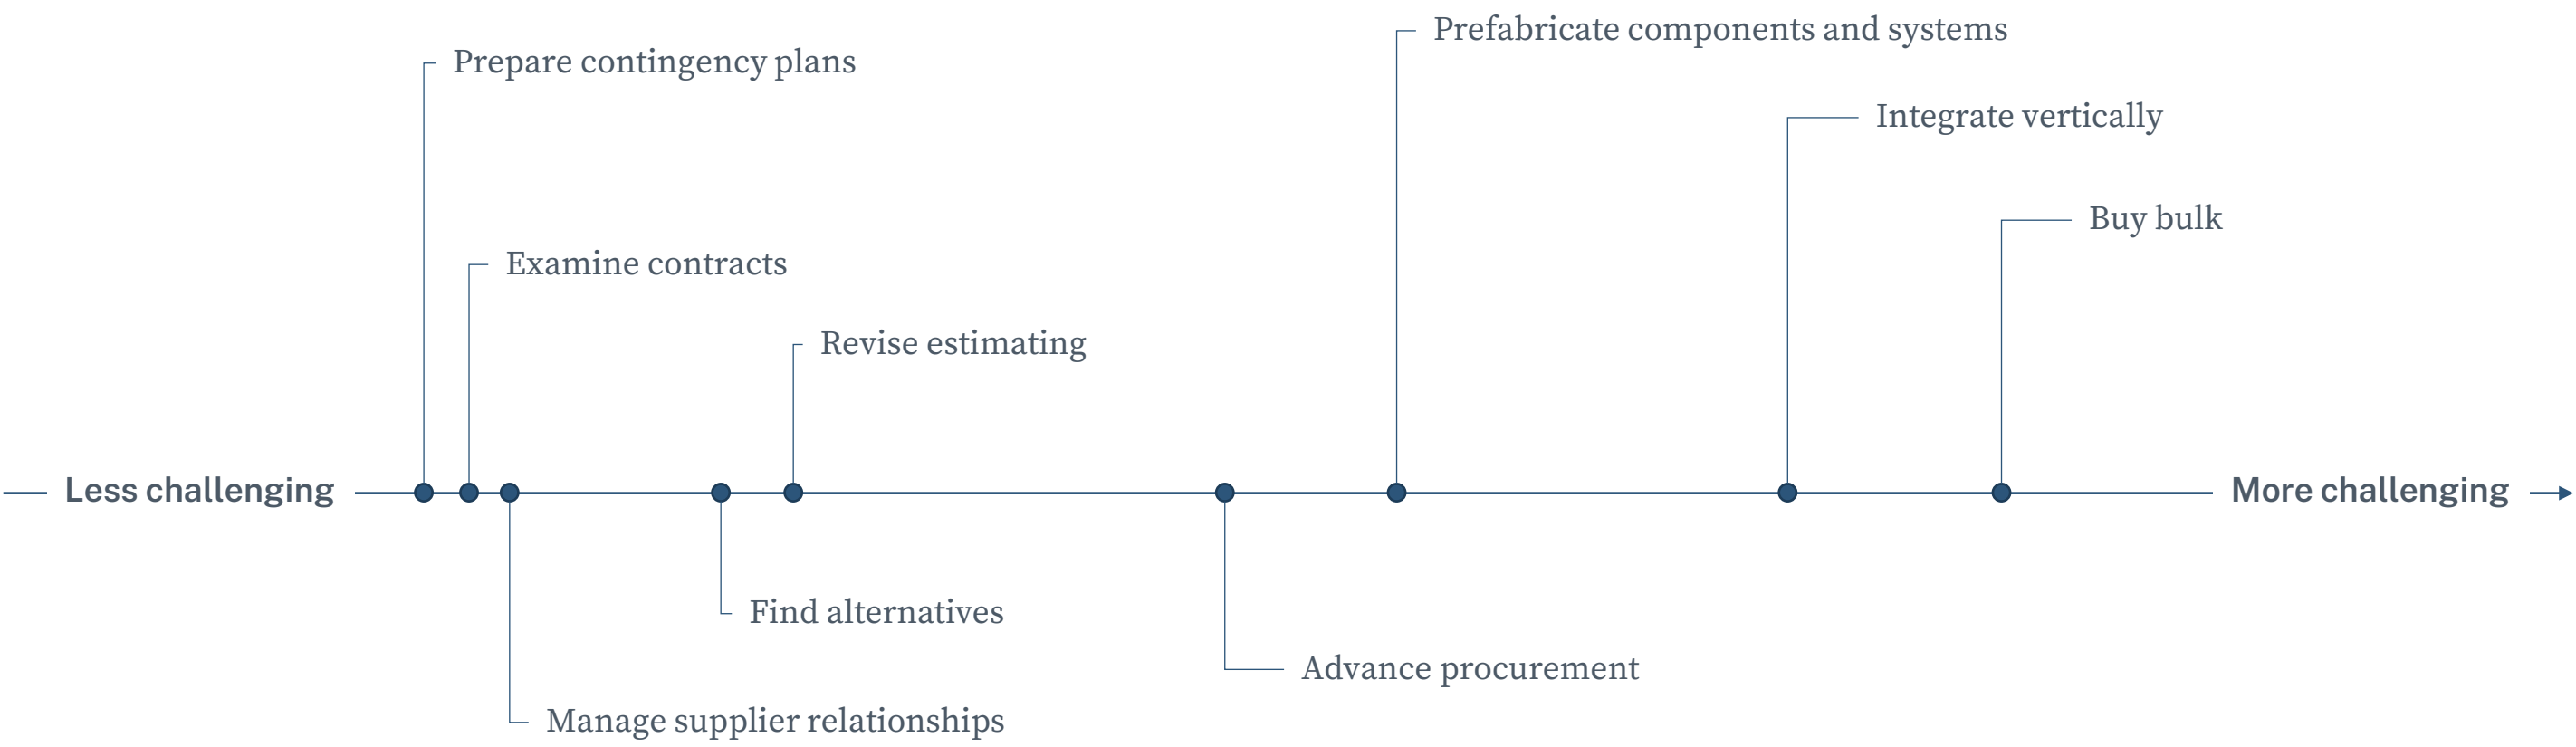 Prefabricate components and systems
Prepare contingency plans
Integrate vertically
Buy bulk
Examine contracts
Revise estimating
Less challenging
More challenging
Find alternatives
Advance procurement
Manage supplier relationships